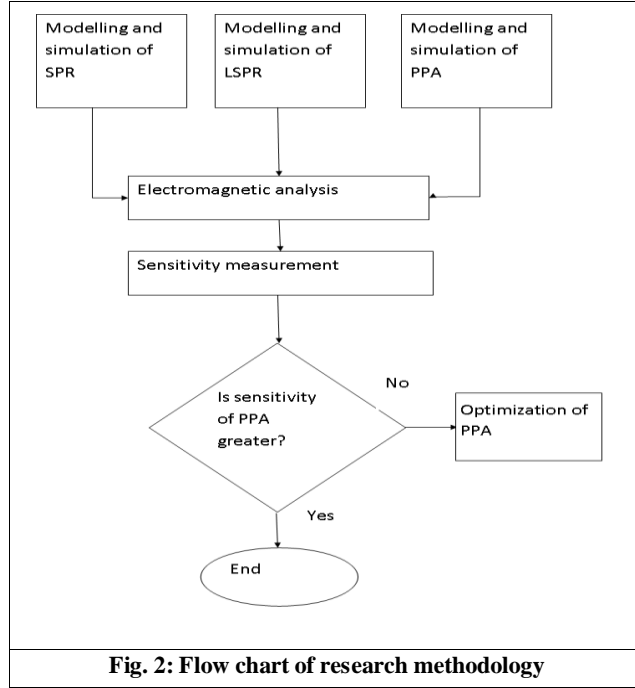 Modelling and
simulation of
SPR
Modelling and
simulation of
LSPR
Modelling and
simulation of
PPA
Electromagnetic analysis
Sensitivity measurement
Is sensitivity
of PPA
greater?
No
Optimization of
PPA
Yes
End
Fig. 2: Flow chart of research methodology